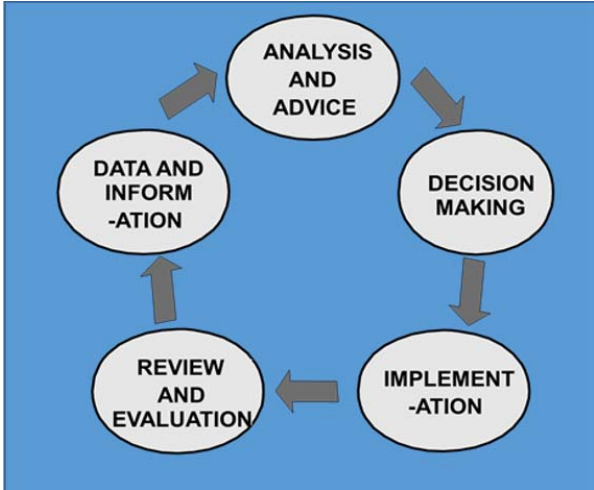 ANALYSIS
AND
ADVICE
DECISION
MAKING
IMPLEMENT
-ATION
REVIEW
AND
EVALUATION
DATA AND
INFORM
-ATION